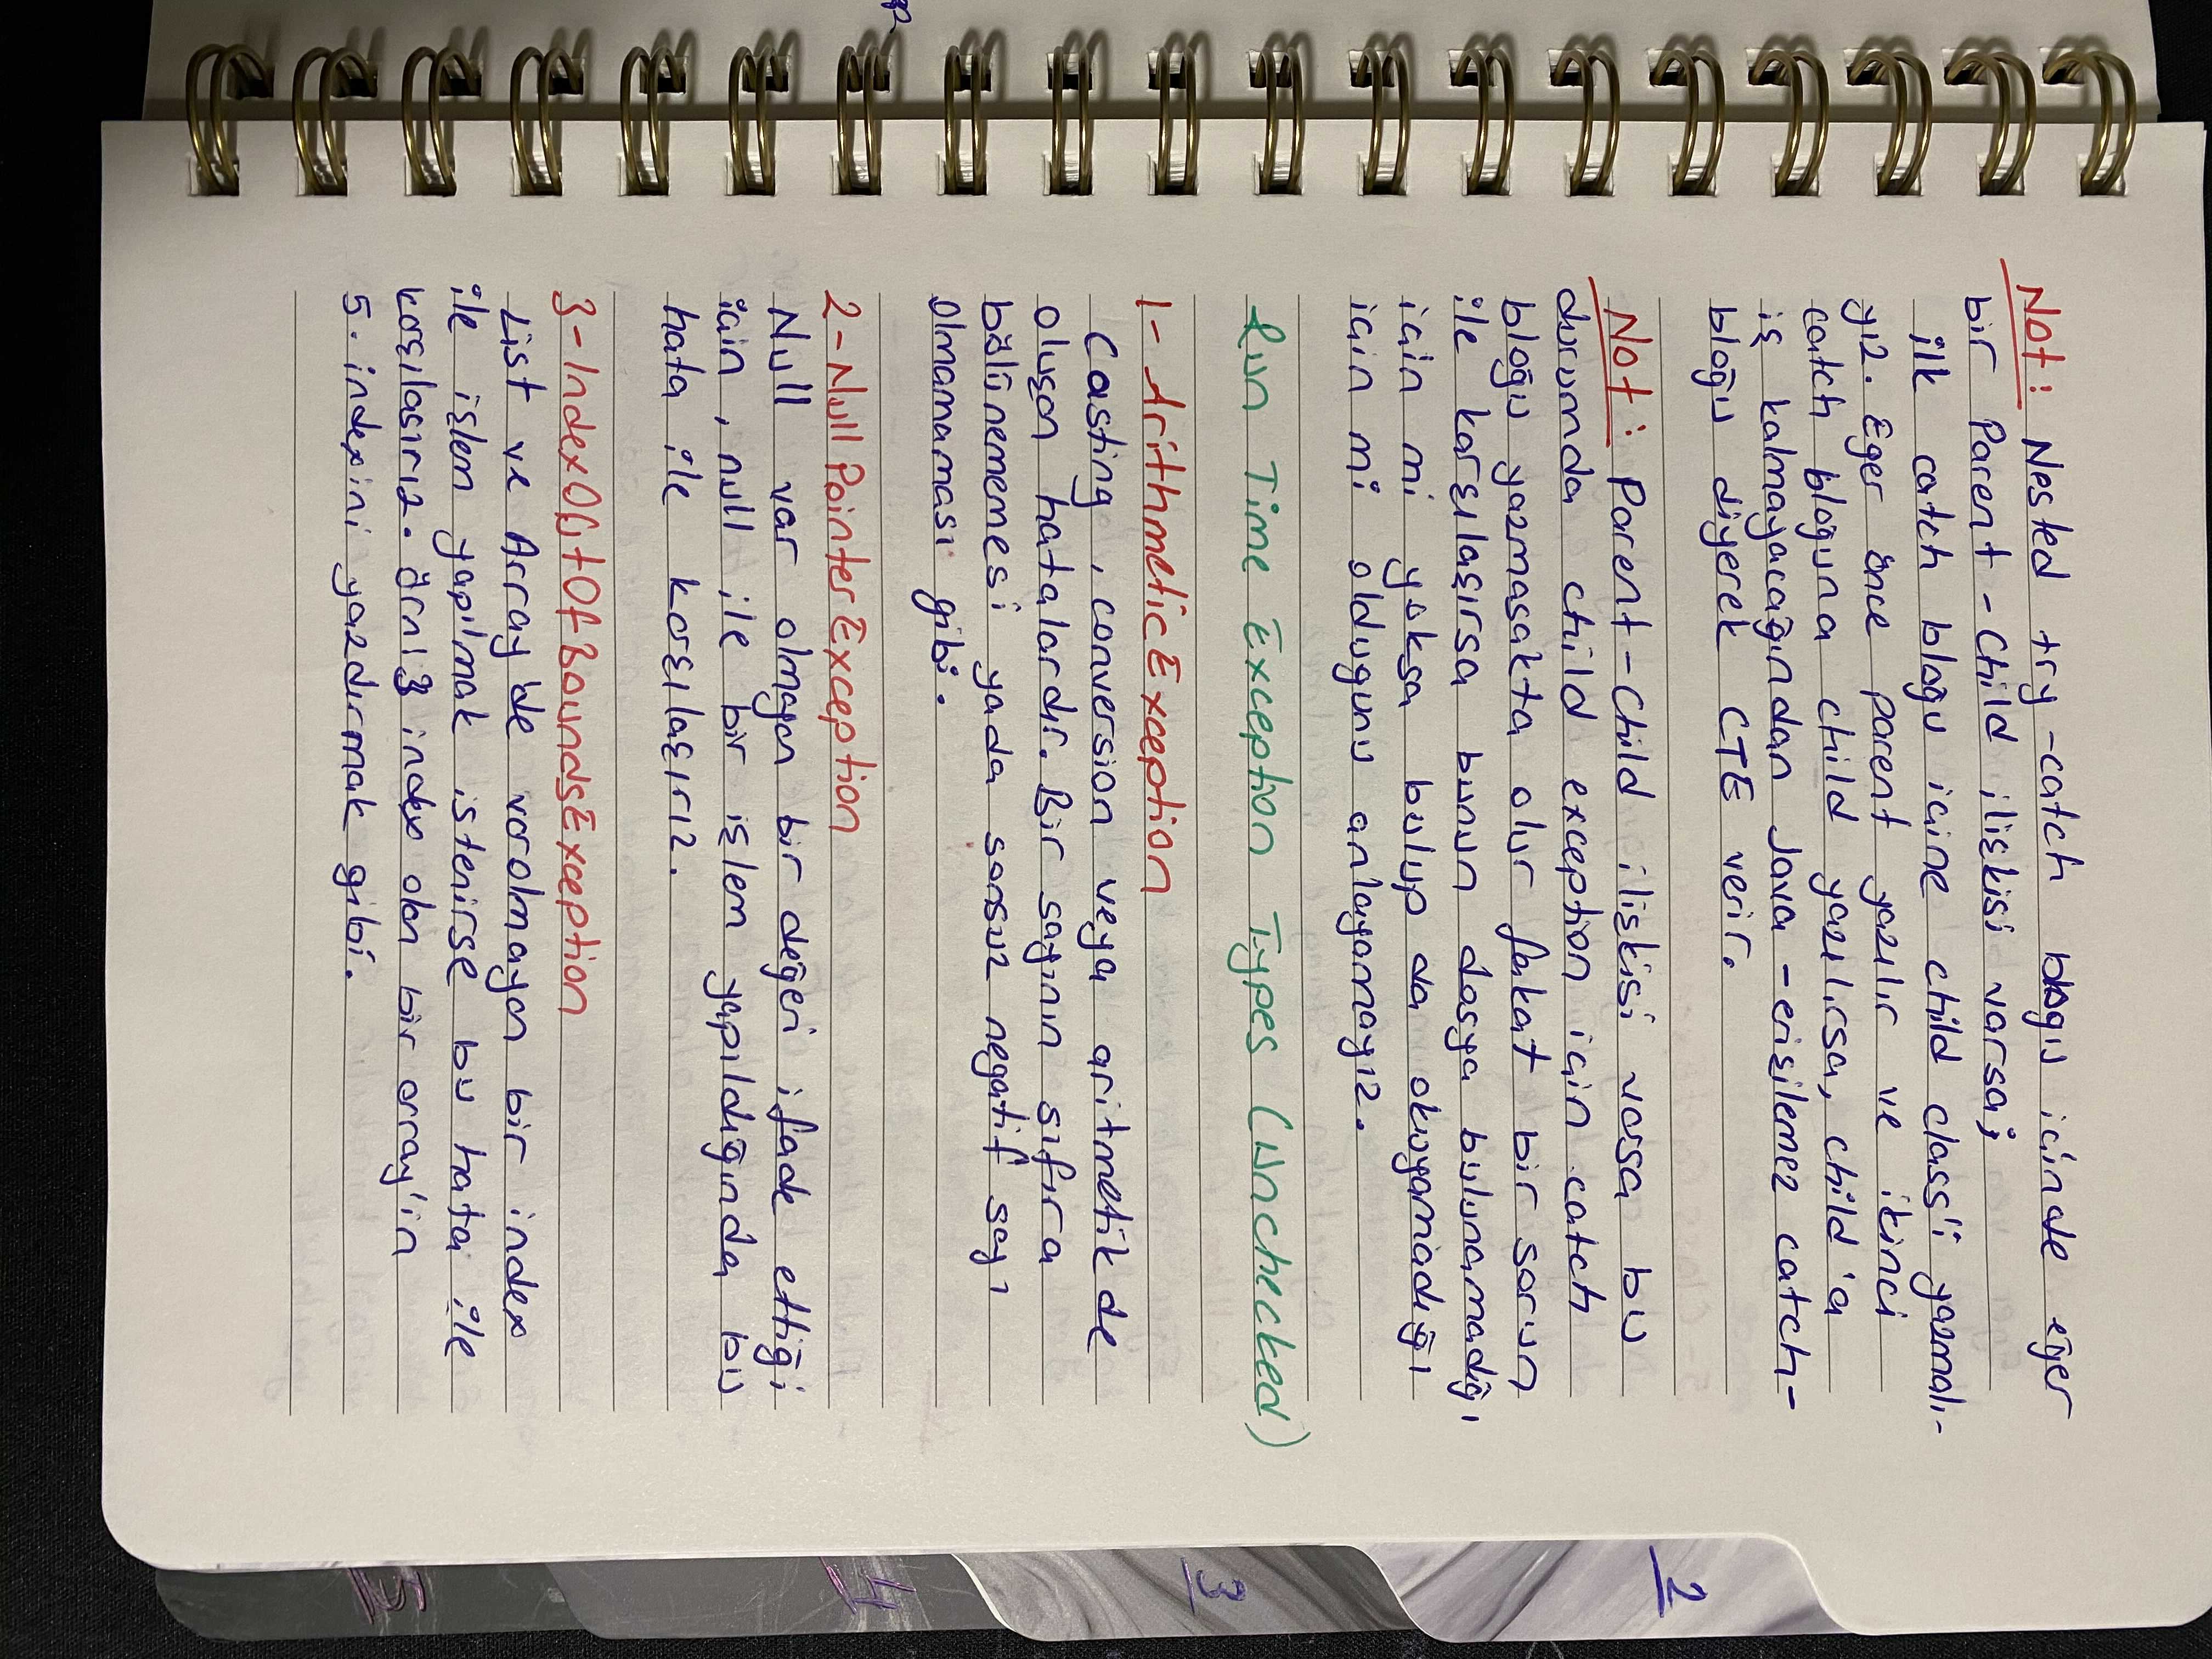 Not: Nested try-catch bloğu içinde eğer
bir Parent-Child ilişkisi varsa;
ilk catch bloğu içine child class'i yazmalı-
yız. Eger önce parent yazılır ve ikinci
catch bloğuna child yazılırsa, child'a
iş kalmayacağından Java -erişilemez catch-
bloğu diyerek CTE verir.
Not: Parent-Child ilişkisi varsa bu
durumda child exception için catch
bloğu yazmasakta olur fakat bir sorun
ile karşılaşırsa bunun dosya bulunamadığı
için mi yoksa bulup da okuyamadığı
için mi oldugunu anlayamayız.
Run Time Exception Types (Unchecked)
1- ArithmeticException
Casting, conversion veya aritmetik de
oluşan hatalardır. Bir sayının sıfıra
bölünememesi yada sonsuz negatif sayı
olmamaması gibi.
2-NullPointerException
Null var olmayan bir değeri ifade ettiği
için, null ile bir işlem yapıldığında bu
hata ile karşılaşırız.
3-IndexOutOfBoundsException
List ve Array'de varolmayan bir index
ile işlem yapılmak istenirse bu hata ile
karşılasırız. Örn: 3 index olan bir array'in
5. indexini yazdırmak gibi.
2
3
4
5